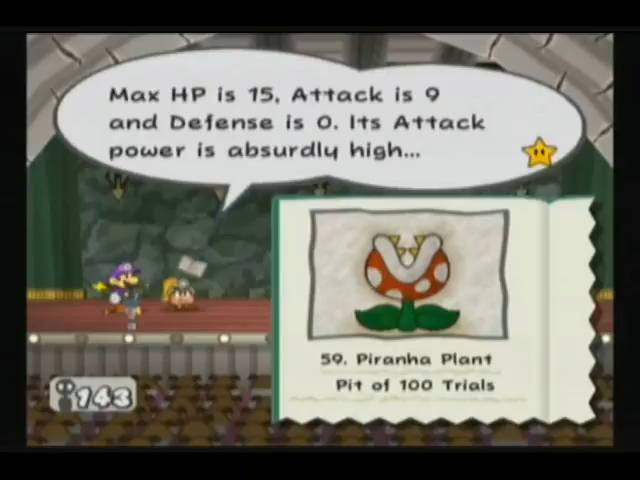 Max HP is 15, Attack is 9
and Defense is 0. Its Attack
power is absurdly high...
59. Piranha Plant
Pit of 100 Trials
143